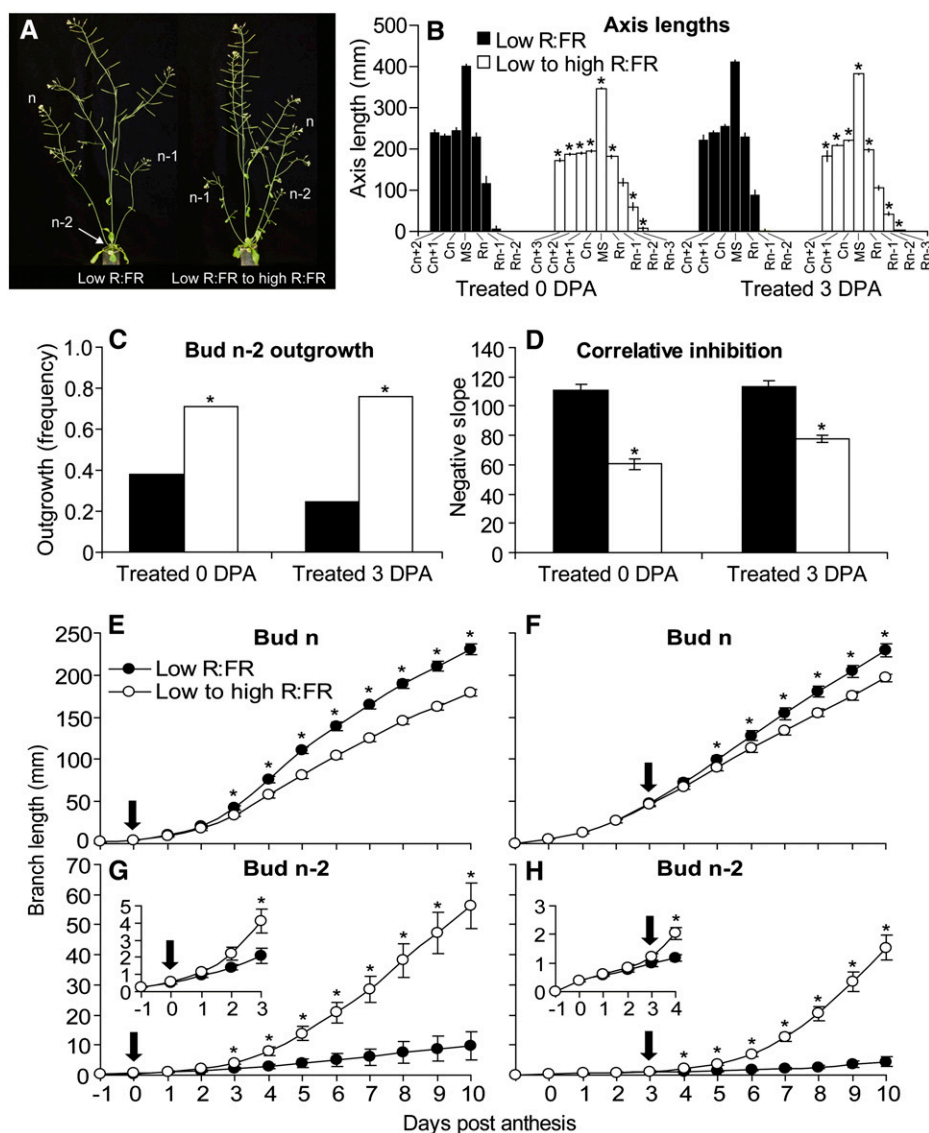 A
n
n-1
n-2
Low R:FR
n
n-1
n-2
Low R:FR to high R:FR
B
Axis lengths
Low R:FR
Low to high R:FR
Axis length (mm)
500
400
300
200
100
0
* * * * * * * *
* * * * * * *
Cn+2
Cn+1
Cn
MS
Rn
Rn-1
Rn-2
Cn+3
Cn+2
Cn+1
Cn
MS
Rn
Rn-1
Rn-2
Rn-3
Cn+2
Cn+1
Cn
MS
Rn
Rn-1
Rn-2
Cn+2
Cn+1
Cn
MS
Rn
Rn-1
Rn-2
Rn-3
Treated 0 DPA
Treated 3 DPA
C
Bud n-2 outgrowth
Outgrowth (frequency)
1.0
0.8
0.6
0.4
0.2
0
*
*
Treated 0 DPA
Treated 3 DPA
D
Correlative inhibition
Negative slope
140
120
100
80
60
40
20
0
*
*
Treated 0 DPA
Treated 3 DPA
E
Bud n
Low R:FR
Low to high R:FR
250
200
150
100
50
0
* * * * * * * *
F
Bud n
* * * * * *
Branch length (mm)
G
Bud n-2
70
60
50
40
30
20
10
0
5
4
3
2
1
0
-1 0 1 2 3
*
* * * * * * * *
-1 0 1 2 3 4 5 6 7 8 9 10
H
Bud n-2
3
2
1
0
-1 0 1 2 3 4
*
* * * * * * *
-1 0 1 2 3 4 5 6 7 8 9 10
Days post anthesis